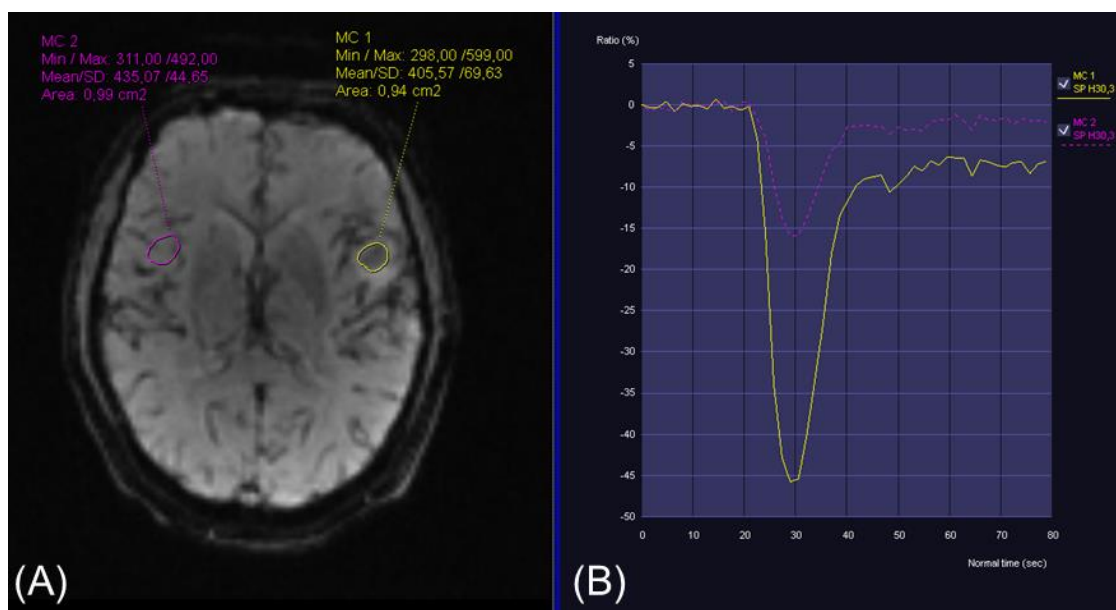 MC 2
Min / Max: 311,00 /492,00
Mean/SD: 435,07 /44,65
Area: 0,99 cm2
MC 1
Min / Max: 298,00 /599,00
Mean/SD: 405,57 /69,63
Area: 0,94 cm2
(A)
Ratio (%)
5
0
-5
-10
-15
-20
-25
-30
-35
-40
-45
-50
0 10 20 30 40 50 60 70 80
Normal time (sec)
MC 1
SP H30,3
MC 2
SP H30,3
(B)